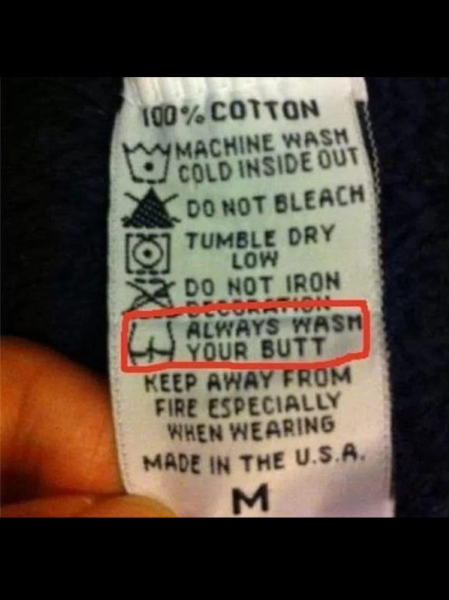 100% COTTON
MACHINE WASH
COLD INSIDE OUT
DO NOT BLEACH
TUMBLE DRY
LOW
DO NOT IRON
DECORATION
ALWAYS WASH
YOUR BUTT
KEEP AWAY FROM
FIRE ESPECIALLY
WHEN WEARING
MADE IN THE U.S.A.
M